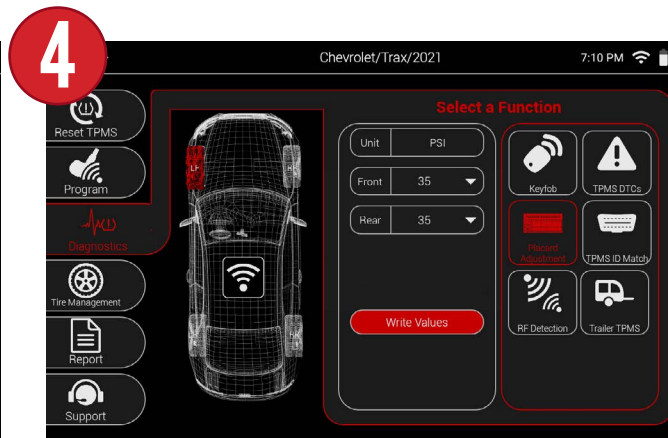 4
Chevrolet/Trax/2021
7:10 PM
Reset TPMS
Program
Diagnostics
Tire Management
Report
Support
LF
Select a Function
Unit PSI
Front 35
Rear 35
Write Values
Keyfob
TPMS DTCs
Placard
Adjustment
TPMS ID Match
RF Detection
Trailer TPMS